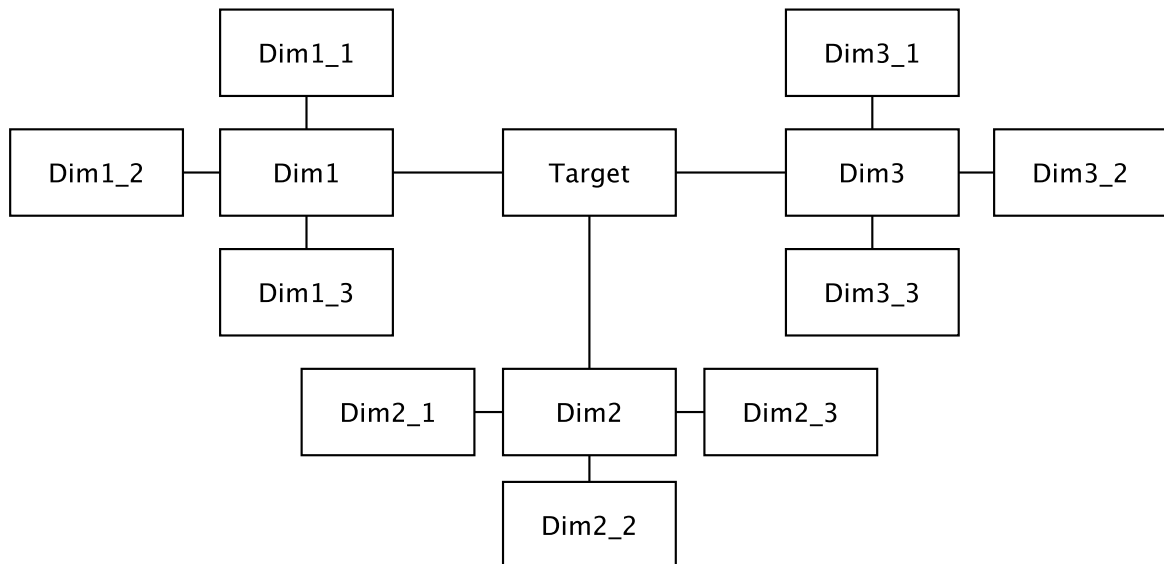 Dim1_1
Dim3_1
Dim1_2
Dim1
Target
Dim3
Dim3_2
Dim1_3
Dim3_3
Dim2_1
Dim2
Dim2_3
Dim2_2